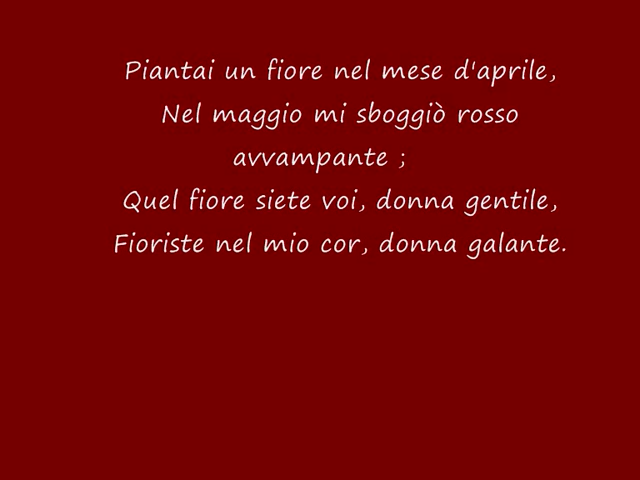 Piantai un fiore nel mese d'aprile,
Nel maggio mi sboggiò rosso
avvampante ;
Quel fiore siete voi, donna gentile,
Fioriste nel mio cor, donna galante.